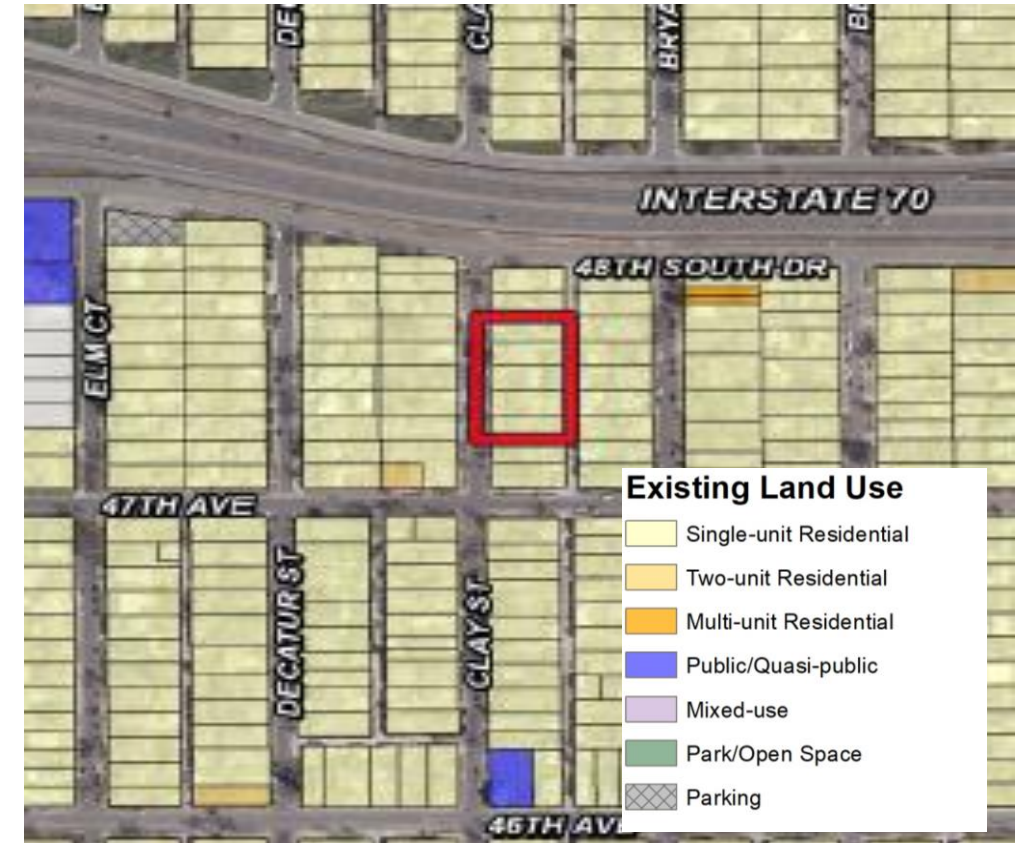 INTERSTATE 70
48TH SOUTH DR
ELM CT
47TH AVE
DECATUR ST
CLAY ST
46TH AVE
Existing Land Use
Single-unit Residential
Two-unit Residential
Multi-unit Residential
Public/Quasi-public
Mixed-use
Park/Open Space
Parking